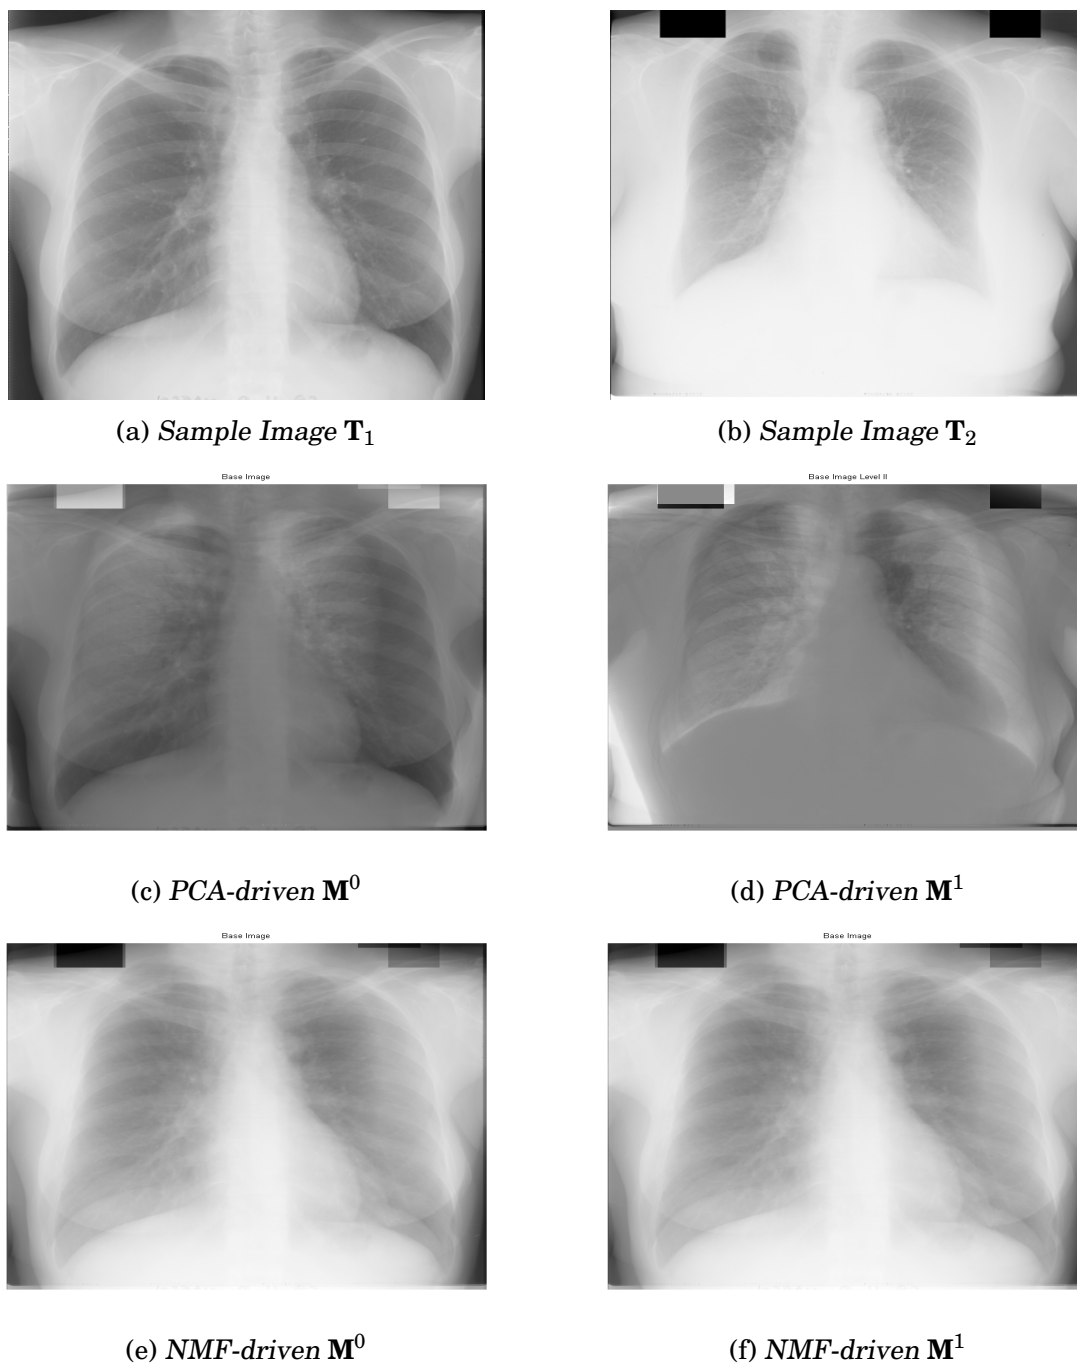 (a) Sample Image T₁
(b) Sample Image T₂
Base Image
Base Image Level II
(c) PCA-driven M⁰
(d) PCA-driven M¹
Base Image
Base Image
(e) NMF-driven M⁰
(f) NMF-driven M¹